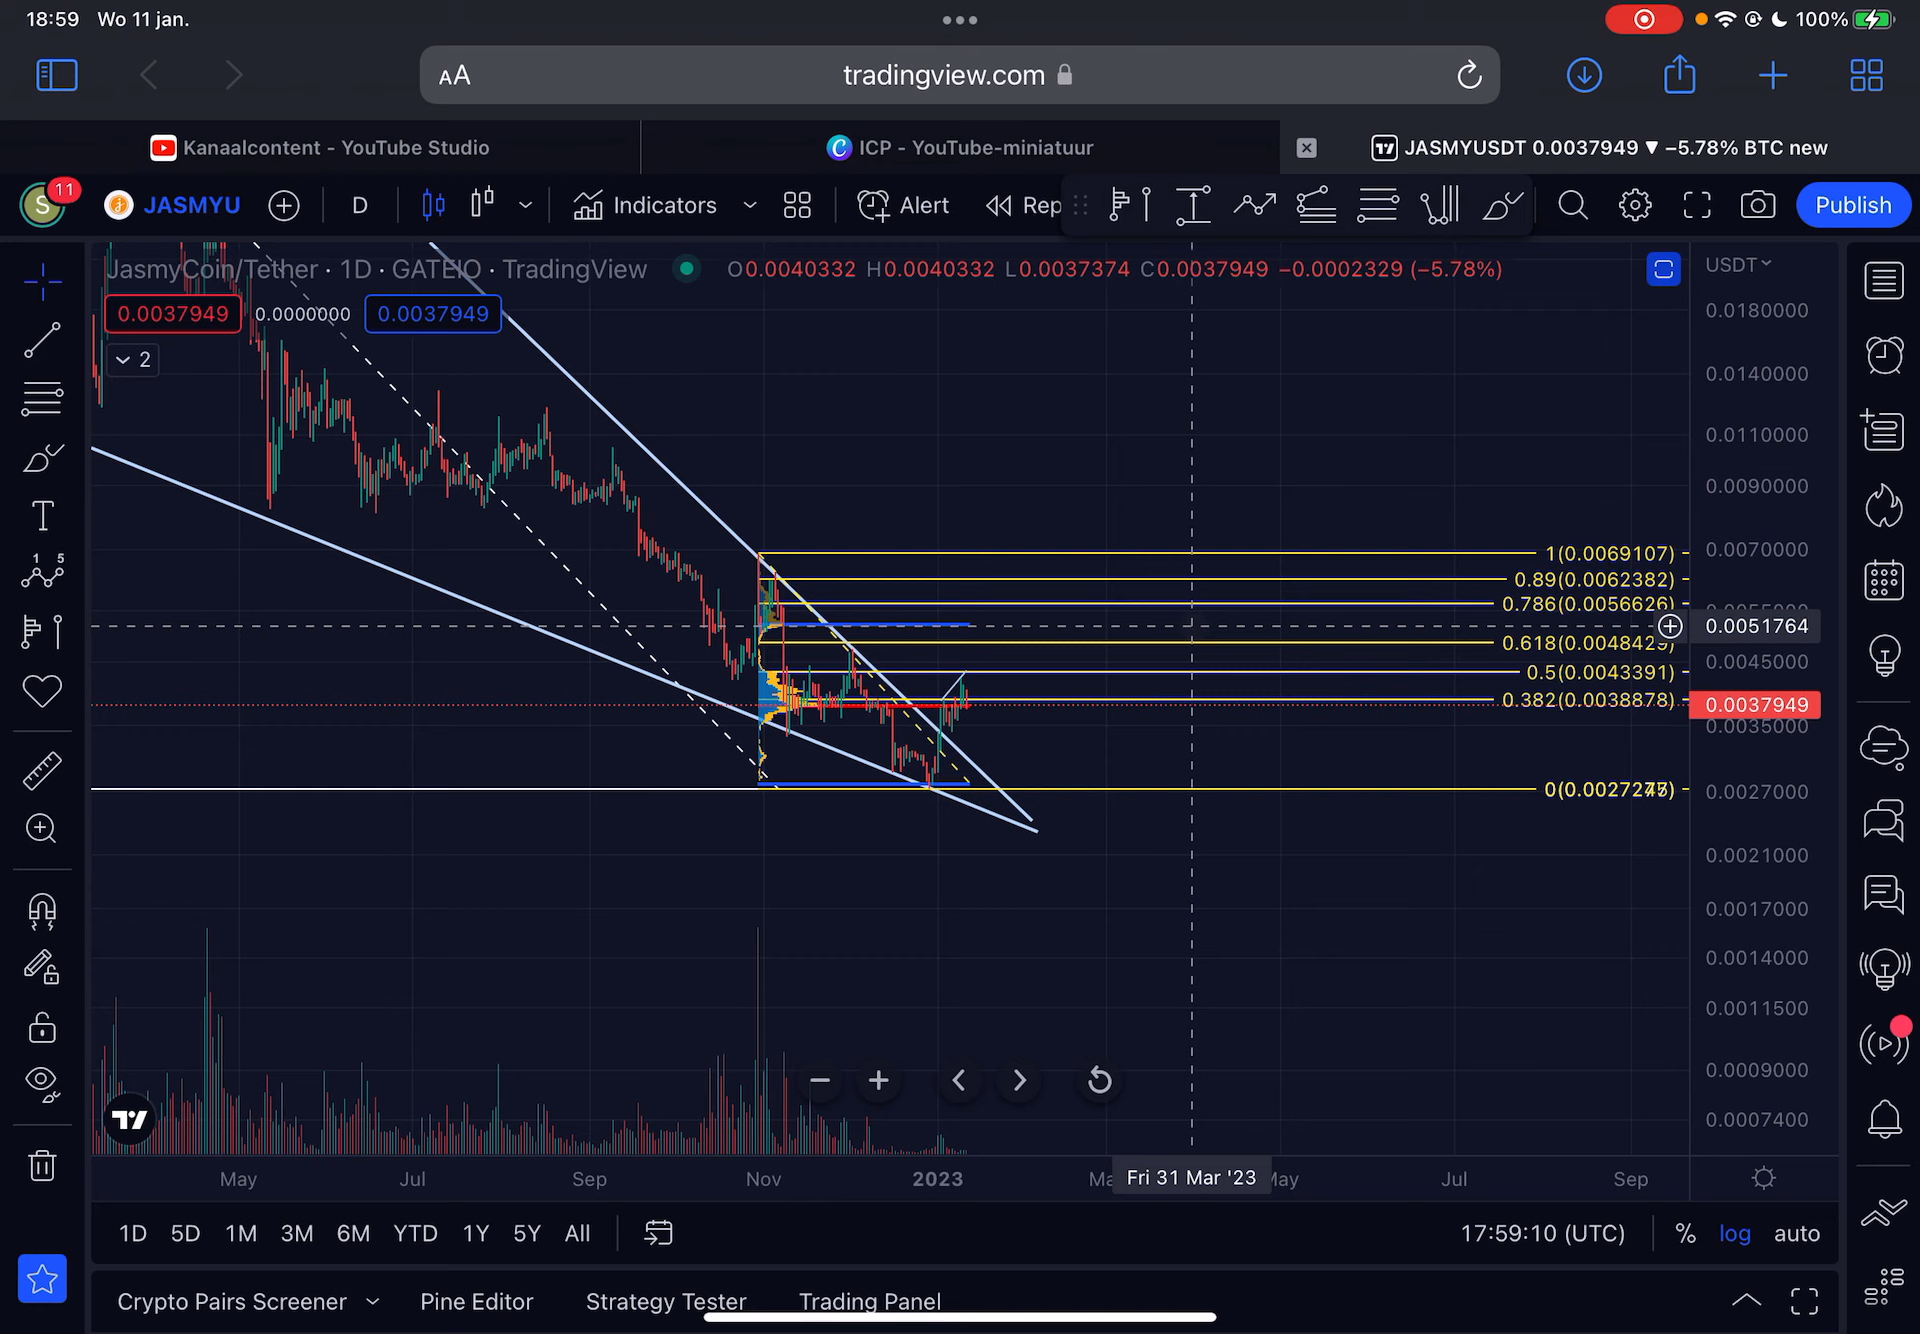 18:59 Wo 11 jan.
100%
AA
tradingview.com
Kanaalcontent - YouTube Studio
ICP - YouTube-miniatuur
JASMYUSDT 0.0037949 ▼ −5.78% BTC new
S
11
JASMYU
D
Indicators
Alert
Rep
Publish
JasmyCoin/Tether · 1D · GATEIO · TradingView
O0.0040332 H0.0040332 L0.0037374 C0.0037949 −0.0002329 (−5.78%)
USDT
0.0037949
0.0000000
0.0037949
2
0.0180000
0.0140000
0.0110000
0.0090000
1(0.0069107)
0.0070000
0.89(0.0062382)
0.786(0.0056626)
0.0051764
0.618(0.0048429)
0.0045000
0.5(0.0043391)
0.382(0.0038878)
0.0037949
0.0035000
0.0027000
0.0021000
0.0017000
0.0014000
0.0011500
0.0009000
0.0007400
May
Jul
Sep
Nov
2023
Fri 31 Mar '23
Jul
Sep
1D
5D
1M
3M
6M
YTD
1Y
5Y
All
17:59:10 (UTC)
%
log
auto
Crypto Pairs Screener
Pine Editor
Strategy Tester
Trading Panel